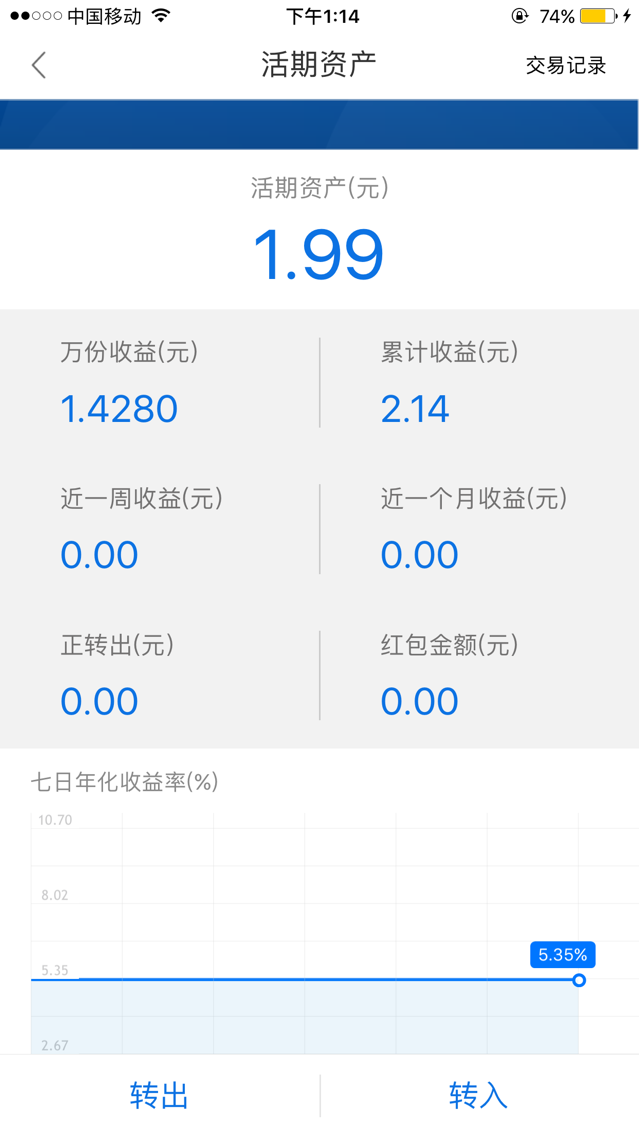 中国移动 下午1:14 74%
活期资产 交易记录
活期资产(元)
1.99
万份收益(元) 累计收益(元)
1.4280 2.14
近一周收益(元) 近一个月收益(元)
0.00 0.00
正转出(元) 红包金额(元)
0.00 0.00
七日年化收益率(%)
10.70
8.02
5.35%
5.35
2.67
转出 转入